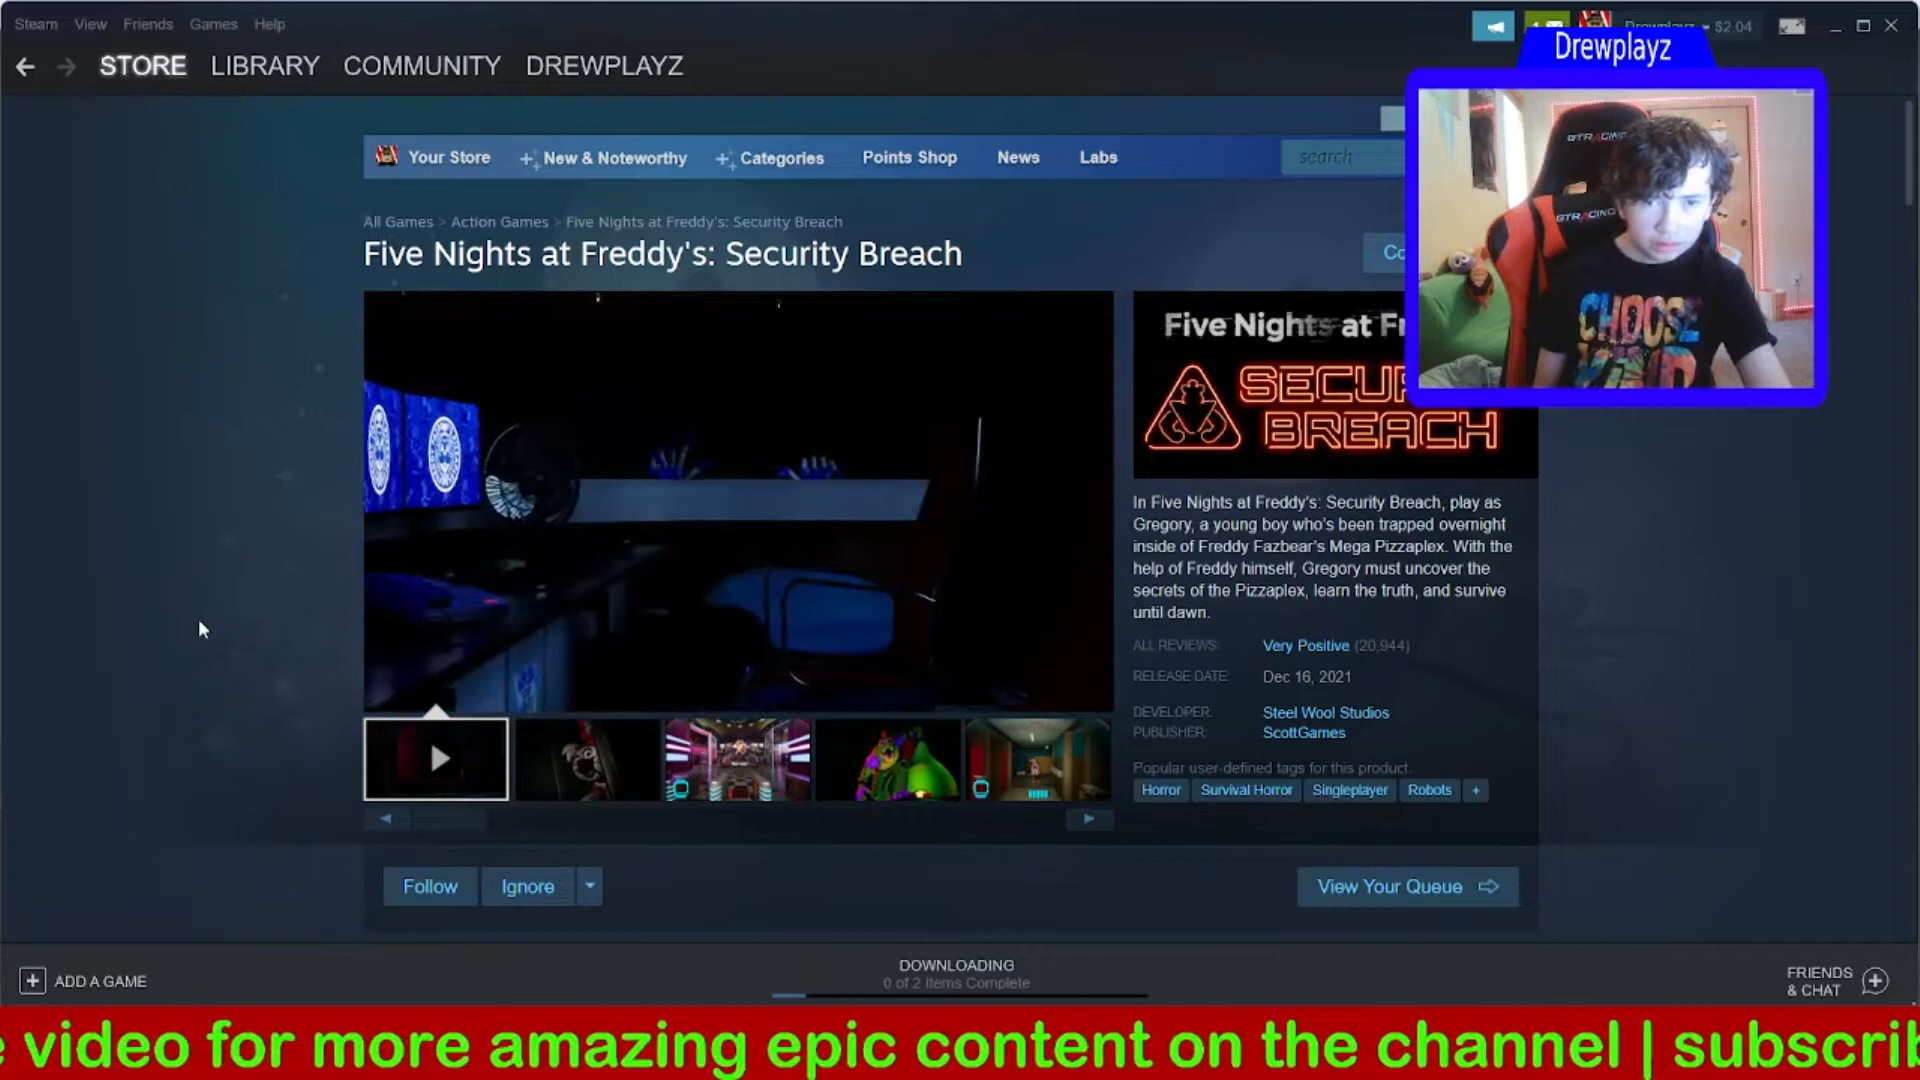 Steam View Friends Games Help
Drewplayz $2.04
Drewplayz
STORE LIBRARY COMMUNITY DREWPLAYZ
Your Store New & Noteworthy Categories Points Shop News Labs search
GTRACING
GTRACING
CHOOSE
KIND
All Games > Action Games > Five Nights at Freddy's: Security Breach
Five Nights at Freddy's: Security Breach
Co
Five Nights at Fr
SECUR
BREACH
In Five Nights at Freddy's: Security Breach, play as
Gregory, a young boy who's been trapped overnight
inside of Freddy Fazbear's Mega Pizzaplex. With the
help of Freddy himself, Gregory must uncover the
secrets of the Pizzaplex, learn the truth, and survive
until dawn.
ALL REVIEWS: Very Positive (20,944)
RELEASE DATE: Dec 16, 2021
DEVELOPER: Steel Wool Studios
PUBLISHER: ScottGames
Popular user-defined tags for this product:
Horror Survival Horror Singleplayer Robots +
Follow Ignore View Your Queue
ADD A GAME
DOWNLOADING
0 of 2 Items Complete
FRIENDS
& CHAT
e video for more amazing epic content on the channel | subscrib